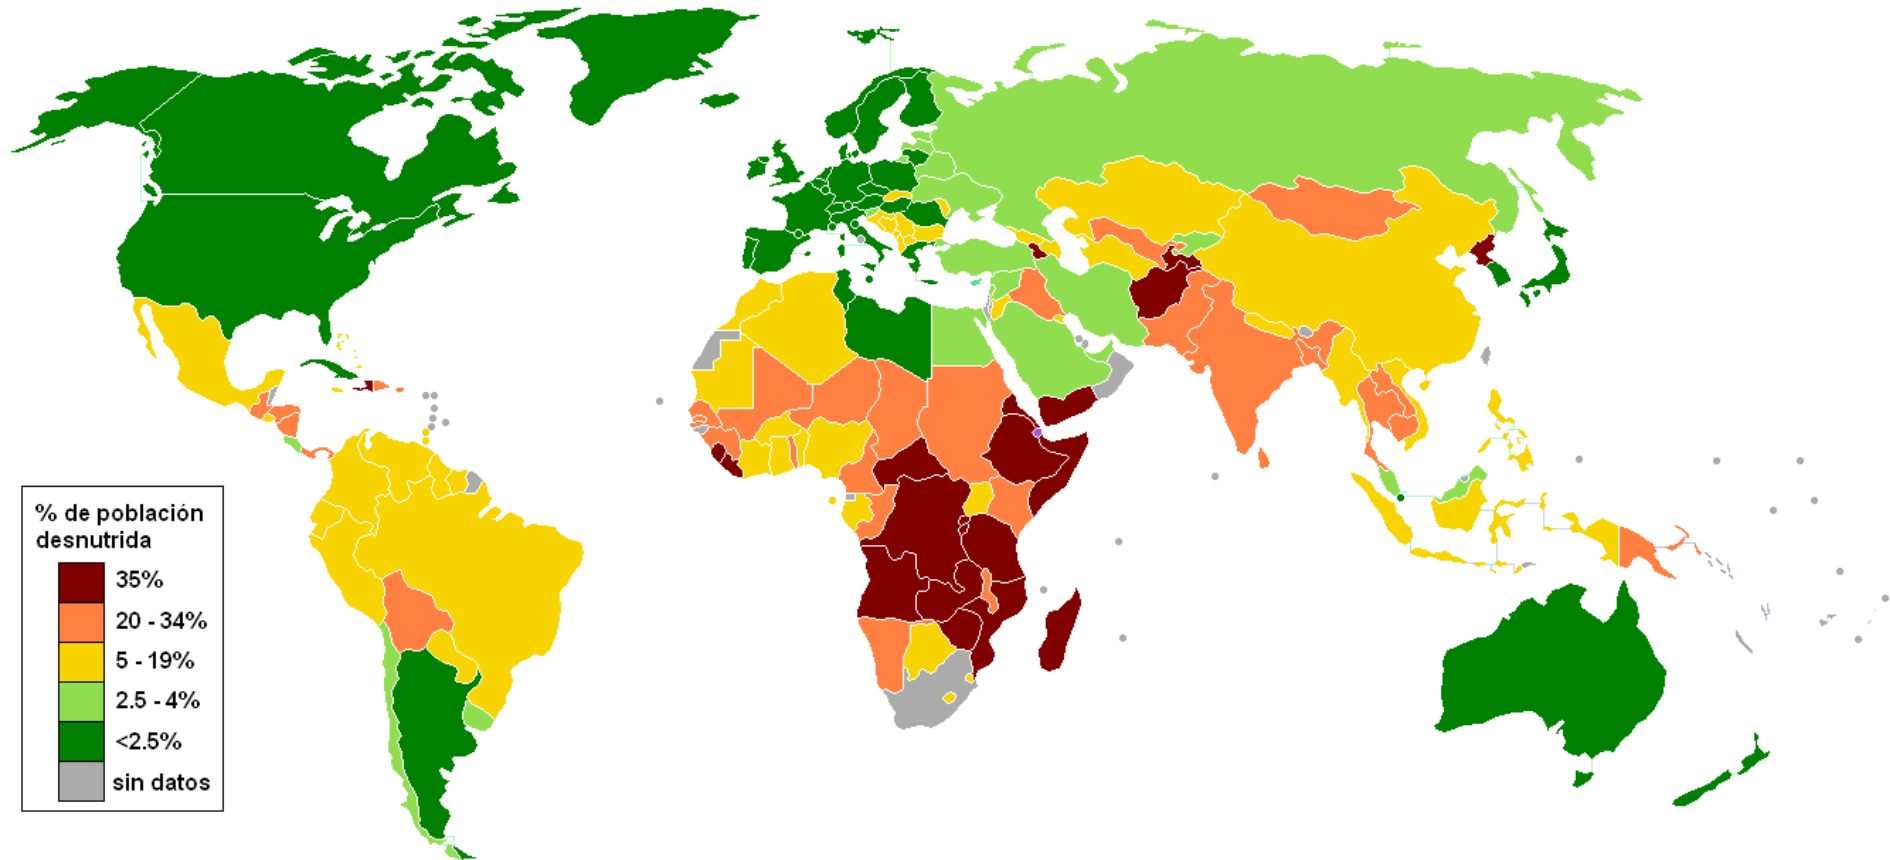 % de población
desnutrida
35%
20 - 34%
5 - 19%
2.5 - 4%
<2.5%
sin datos